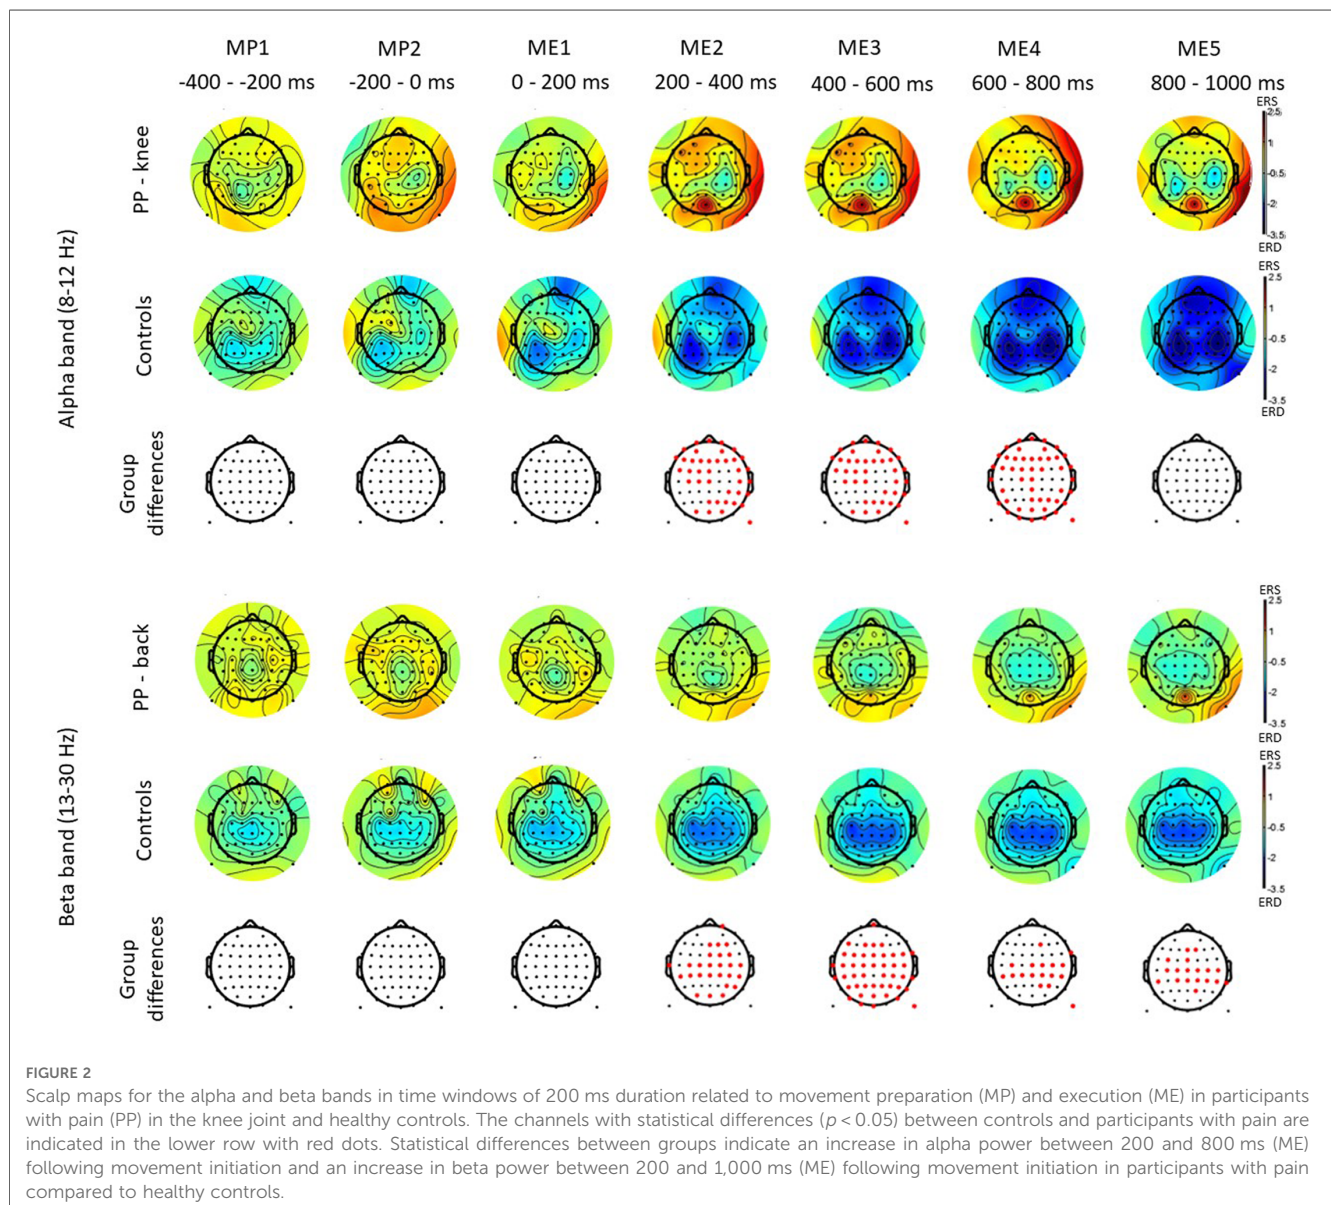 MP1 MP2 ME1 ME2 ME3 ME4 ME5
-400 - -200 ms -200 - 0 ms 0 - 200 ms 200 - 400 ms 400 - 600 ms 600 - 800 ms 800 - 1000 ms
Alpha band (8-12 Hz)
PP - knee
ERS
2.5
1
-0.5
-2
-3.5
ERD
Controls
ERS
2.5
1
-0.5
-2
-3.5
ERD
Group
differences
Beta band (13-30 Hz)
PP - back
ERS
2.5
1
-0.5
-2
-3.5
ERD
Controls
ERS
2.5
1
-0.5
-2
-3.5
ERD
Group
differences
FIGURE 2
Scalp maps for the alpha and beta bands in time windows of 200 ms duration related to movement preparation (MP) and execution (ME) in participants
with pain (PP) in the knee joint and healthy controls. The channels with statistical differences (p < 0.05) between controls and participants with pain are
indicated in the lower row with red dots. Statistical differences between groups indicate an increase in alpha power between 200 and 800 ms (ME)
following movement initiation and an increase in beta power between 200 and 1,000 ms (ME) following movement initiation in participants with pain
compared to healthy controls.